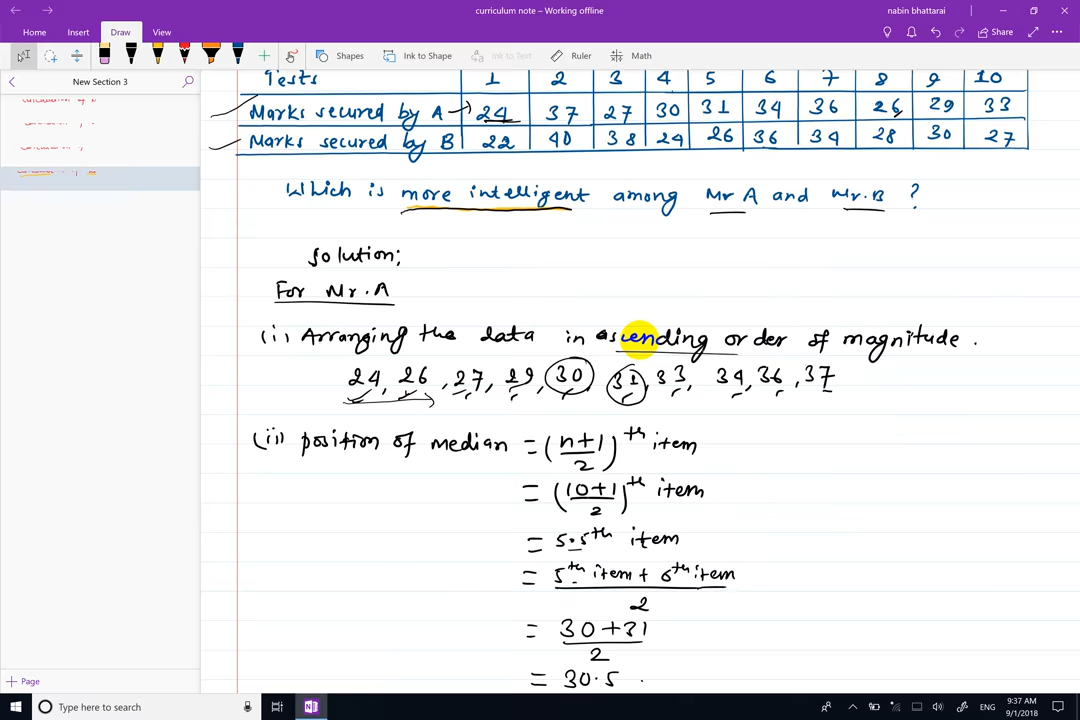 curriculum note – Working offline
nabin bhattarai
Home Insert Draw View
Share
Shapes Ink to Shape Ink to Text Ruler Math
New Section 3
Tests 1 2 3 4 5 6 7 8 9 10
Marks secured by A → 24 37 27 30 31 34 36 26 29 33
Marks secured by B 22 40 38 24 26 36 34 28 30 27
Which is more intelligent among Mr A and Mr.B ?
Solution;
For Mr.A
(i) Arranging the data in ascending order of magnitude.
24, 26, 27, 29, 30 31, 33, 34, 36, 37
(ii) position of median = (n+1/2)th item
= (10+1/2)th item
= 5.5th item
= 5th item + 6th item
2
= 30+31
2
= 30.5
Page
Type here to search
ENG
9:37 AM
9/1/2018